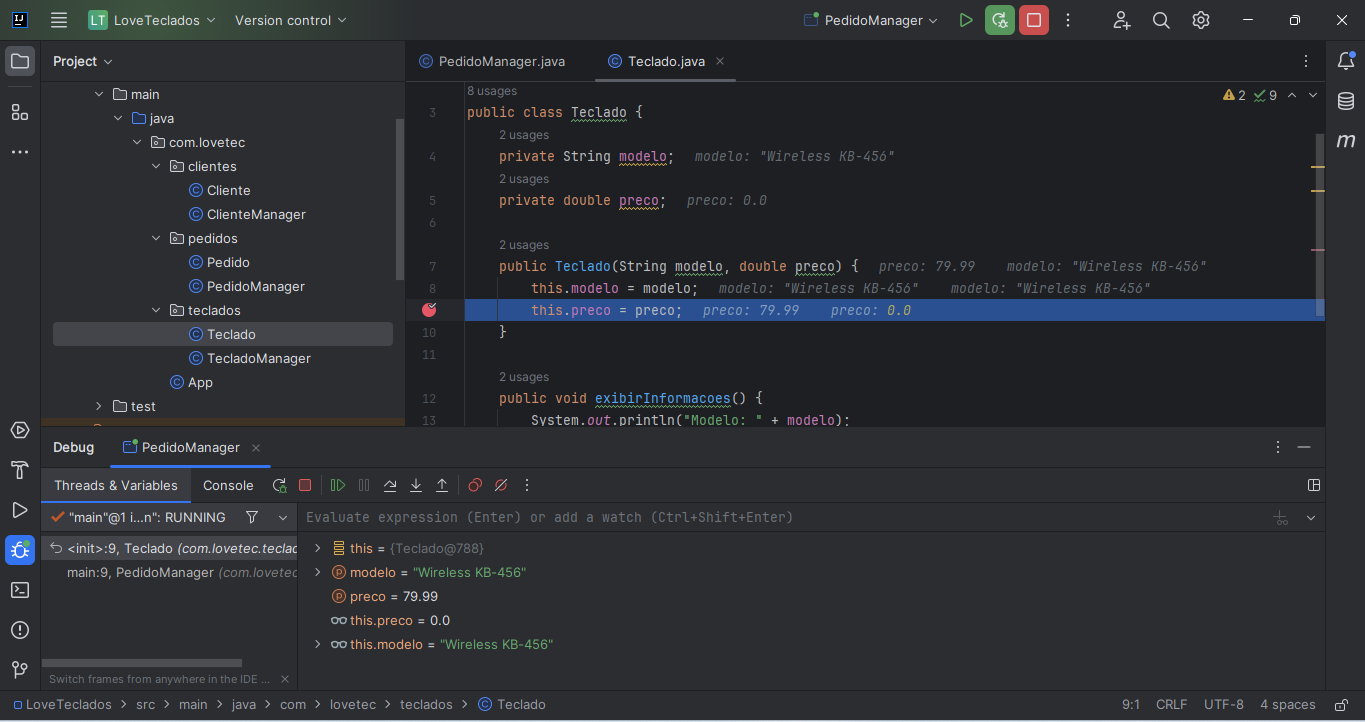 LT LoveTeclados Version control PedidoManager
Project
main
java
com.lovetec
clientes
Cliente
ClienteManager
pedidos
Pedido
PedidoManager
teclados
Teclado
TecladoManager
App
test
PedidoManager.java Teclado.java
8 usages
2 9
3 public class Teclado {
2 usages
4 private String modelo; modelo: "Wireless KB-456"
2 usages
5 private double preco; preco: 0.0
6
2 usages
7 public Teclado(String modelo, double preco) { preco: 79.99 modelo: "Wireless KB-456"
8 this.modelo = modelo; modelo: "Wireless KB-456" modelo: "Wireless KB-456"
this.preco = preco; preco: 79.99 preco: 0.0
10 }
11
2 usages
12 public void exibirInformacoes() {
13 System.out.println("Modelo: " + modelo);
Debug PedidoManager
Threads & Variables Console
"main"@1 i...n": RUNNING
Evaluate expression (Enter) or add a watch (Ctrl+Shift+Enter)
<init>:9, Teclado (com.lovetec.teclad
main:9, PedidoManager (com.lovetec
this = {Teclado@788}
modelo = "Wireless KB-456"
preco = 79.99
this.preco = 0.0
this.modelo = "Wireless KB-456"
Switch frames from anywhere in the IDE ...
LoveTeclados > src > main > java > com > lovetec > teclados > Teclado
9:1 CRLF UTF-8 4 spaces